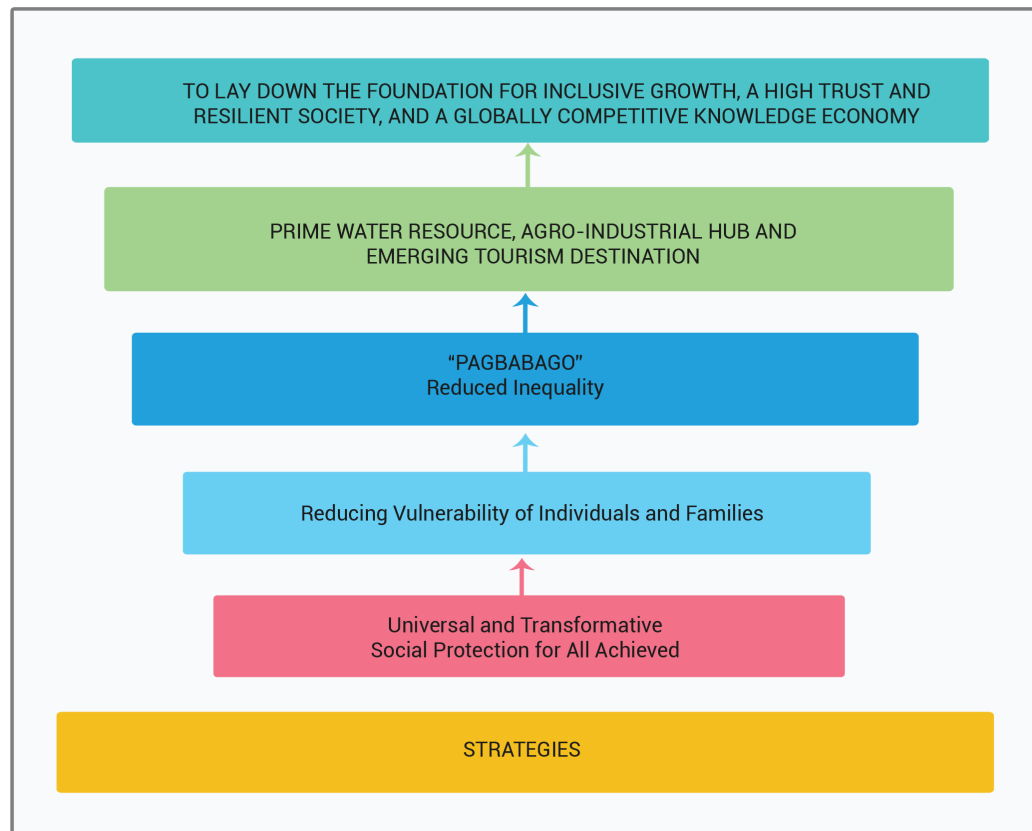 TO LAY DOWN THE FOUNDATION FOR INCLUSIVE GROWTH, A HIGH TRUST AND
RESILIENT SOCIETY, AND A GLOBALLY COMPETITIVE KNOWLEDGE ECONOMY
PRIME WATER RESOURCE, AGRO-INDUSTRIAL HUB AND
EMERGING TOURISM DESTINATION
“PAGBABAGO”
Reduced Inequality
Reducing Vulnerability of Individuals and Families
Universal and Transformative
Social Protection for All Achieved
STRATEGIES